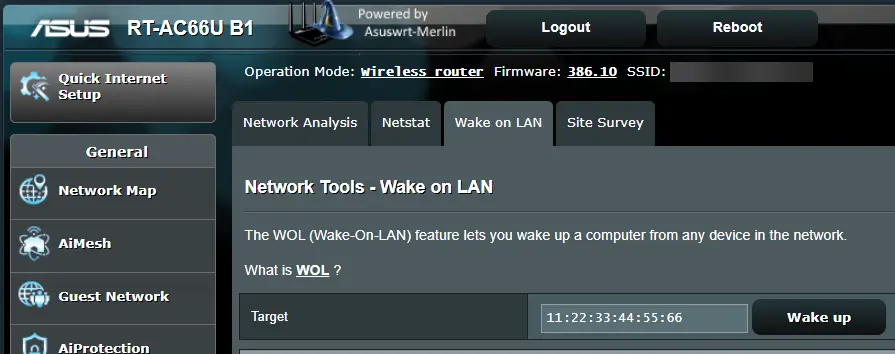 ASUS RT-AC66U B1
Powered by
Asuswrt-Merlin
Logout
Reboot
Quick Internet
Setup
General
Network Map
AiMesh
Guest Network
AiProtection
Operation Mode: Wireless router Firmware: 386.10 SSID:
Network Analysis
Netstat
Wake on LAN
Site Survey
Network Tools - Wake on LAN
The WOL (Wake-On-LAN) feature lets you wake up a computer from any device in the network.
What is WOL ?
Target
11:22:33:44:55:66
Wake up